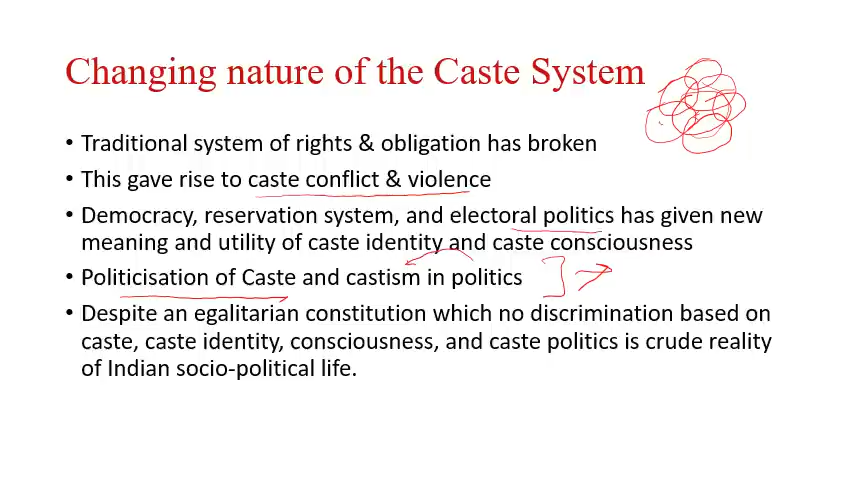 Changing nature of the Caste System
• Traditional system of rights & obligation has broken
• This gave rise to caste conflict & violence
• Democracy, reservation system, and electoral politics has given new
meaning and utility of caste identity and caste consciousness
• Politicisation of Caste and castism in politics
• Despite an egalitarian constitution which no discrimination based on
caste, caste identity, consciousness, and caste politics is crude reality
of Indian socio-political life.